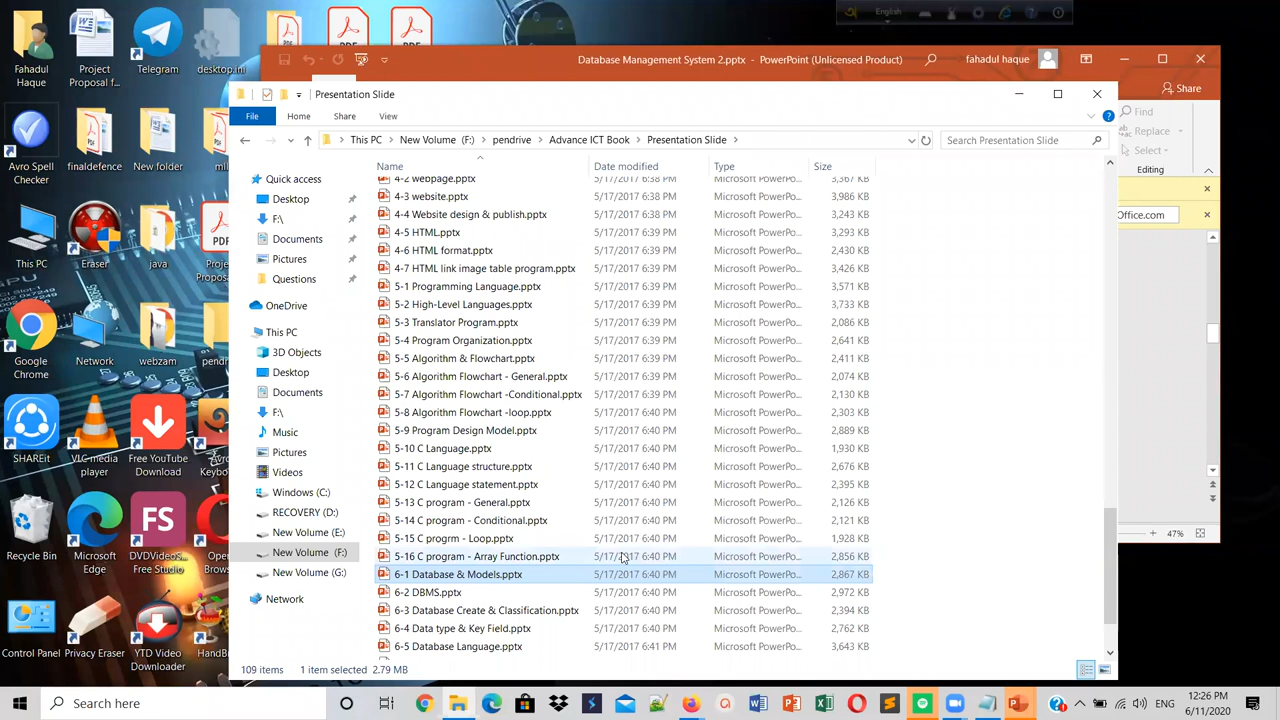 English
Fahadul Haque
Project Proposal
Telegram
desktop.ini
Database Management System 2.pptx - PowerPoint (Unlicensed Product)
fahadul haque
Share
Find
Replace
Select
Editing
Office.com
47%
Presentation Slide
File
Home
Share
View
This PC
New Volume (F:)
pendrive
Advance ICT Book
Presentation Slide
Search Presentation Slide
Name
Date modified
Type
Size
4-2 webpage.pptx 5/17/2017 6:38 PM Microsoft PowerPo... 3,367 KB
4-3 website.pptx 5/17/2017 6:38 PM Microsoft PowerPo... 3,986 KB
4-4 Website design & publish.pptx 5/17/2017 6:38 PM Microsoft PowerPo... 3,243 KB
4-5 HTML.pptx 5/17/2017 6:38 PM Microsoft PowerPo... 3,293 KB
4-6 HTML format.pptx 5/17/2017 6:39 PM Microsoft PowerPo... 2,430 KB
4-7 HTML link image table program.pptx 5/17/2017 6:39 PM Microsoft PowerPo... 3,426 KB
5-1 Programming Language.pptx 5/17/2017 6:39 PM Microsoft PowerPo... 3,571 KB
5-2 High-Level Languages.pptx 5/17/2017 6:39 PM Microsoft PowerPo... 3,733 KB
5-3 Translator Program.pptx 5/17/2017 6:39 PM Microsoft PowerPo... 2,086 KB
5-4 Program Organization.pptx 5/17/2017 6:39 PM Microsoft PowerPo... 2,641 KB
5-5 Algorithm & Flowchart.pptx 5/17/2017 6:39 PM Microsoft PowerPo... 2,411 KB
5-6 Algorithm Flowchart - General.pptx 5/17/2017 6:39 PM Microsoft PowerPo... 2,074 KB
5-7 Algorithm Flowchart -Conditional.pptx 5/17/2017 6:39 PM Microsoft PowerPo... 2,130 KB
5-8 Algorithm Flowchart -loop.pptx 5/17/2017 6:40 PM Microsoft PowerPo... 2,303 KB
5-9 Program Design Model.pptx 5/17/2017 6:40 PM Microsoft PowerPo... 2,889 KB
5-10 C Language.pptx 5/17/2017 6:40 PM Microsoft PowerPo... 1,930 KB
5-11 C Language structure.pptx 5/17/2017 6:40 PM Microsoft PowerPo... 2,676 KB
5-12 C Language statement.pptx 5/17/2017 6:40 PM Microsoft PowerPo... 2,395 KB
5-13 C program - General.pptx 5/17/2017 6:40 PM Microsoft PowerPo... 2,126 KB
5-14 C program - Conditional.pptx 5/17/2017 6:40 PM Microsoft PowerPo... 2,121 KB
5-15 C progrm - Loop.pptx 5/17/2017 6:40 PM Microsoft PowerPo... 1,928 KB
5-16 C program - Array Function.pptx 5/17/2017 6:40 PM Microsoft PowerPo... 2,856 KB
6-1 Database & Models.pptx 5/17/2017 6:40 PM Microsoft PowerPo... 2,867 KB
6-2 DBMS.pptx 5/17/2017 6:40 PM Microsoft PowerPo... 2,972 KB
6-3 Database Create & Classification.pptx 5/17/2017 6:40 PM Microsoft PowerPo... 2,394 KB
6-4 Data type & Key Field.pptx 5/17/2017 6:40 PM Microsoft PowerPo... 2,762 KB
6-5 Database Language.pptx 5/17/2017 6:41 PM Microsoft PowerPo... 3,643 KB
109 items 1 item selected 2.79 MB
Quick access
Desktop
F:\
Documents
Pictures
Questions
OneDrive
This PC
3D Objects
Desktop
Documents
F:\
Music
Pictures
Videos
Windows (C:)
RECOVERY (D:)
New Volume (E:)
New Volume (F:)
New Volume (G:)
Network
Avro Spell Checker
finaldefen...
New folder
This PC
Eraser
java
Project
Google Chrome
Network
webzam
SHAREit
VLC media player
Free YouTube Download
Microsoft Edge
DVDVideoS...
Control Panel
Privacy Eraser
YTD Video Downloader
Search here
ENG
12:26 PM
6/11/2020